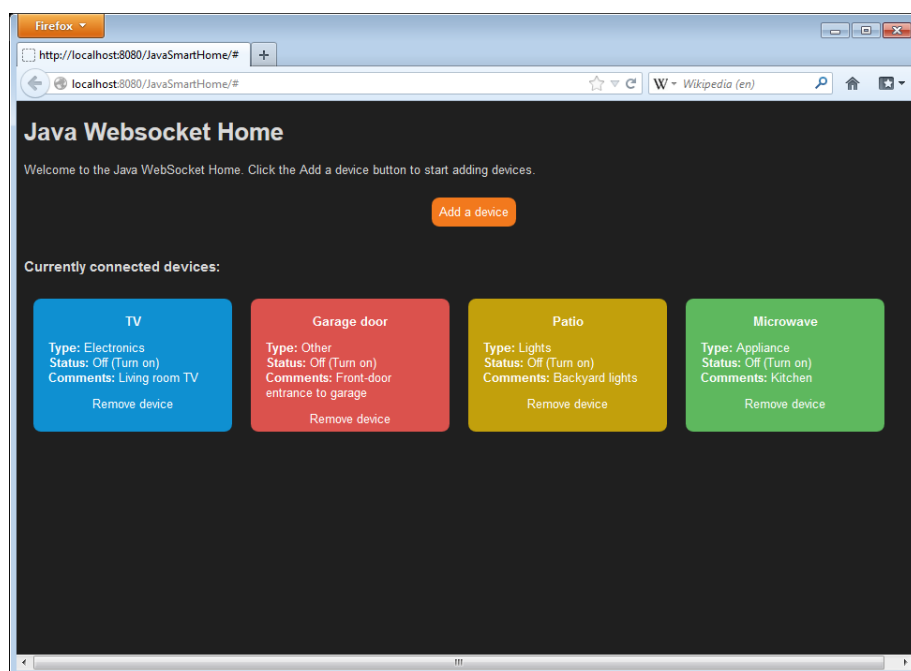 Firefox
http://localhost:8080/JavaSmartHome/#
localhost:8080/JavaSmartHome/#
W
Wikipedia (en)
Java Websocket Home
Welcome to the Java WebSocket Home. Click the Add a device button to start adding devices.
Add a device
Currently connected devices:
TV
Type: Electronics
Status: Off (Turn on)
Comments: Living room TV
Remove device
Garage door
Type: Other
Status: Off (Turn on)
Comments: Front-door
entrance to garage
Remove device
Patio
Type: Lights
Status: Off (Turn on)
Comments: Backyard lights
Remove device
Microwave
Type: Appliance
Status: Off (Turn on)
Comments: Kitchen
Remove device